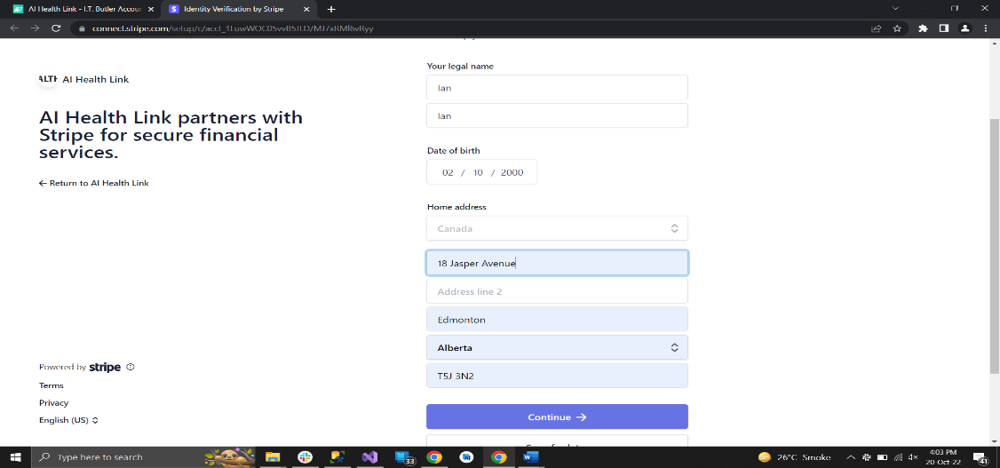 AI Health Link - I.T. Butler Accour
Identity Verification by Stripe
connect.stripe.com/setup/c/acct_1LuwWOC05vvB5JLD/MJ7xRMl6vRyy
ALTH AI Health Link
AI Health Link partners with
Stripe for secure financial
services.
Return to AI Health Link
Powered by stripe
Terms
Privacy
English (US)
Your legal name
Ian
Ian
Date of birth
02 / 10 / 2000
Home address
Canada
18 Jasper Avenue
Address line 2
Edmonton
Alberta
T5J 3N2
Continue
Type here to search
33
26°C Smoke
4:03 PM
20-Oct-22
41